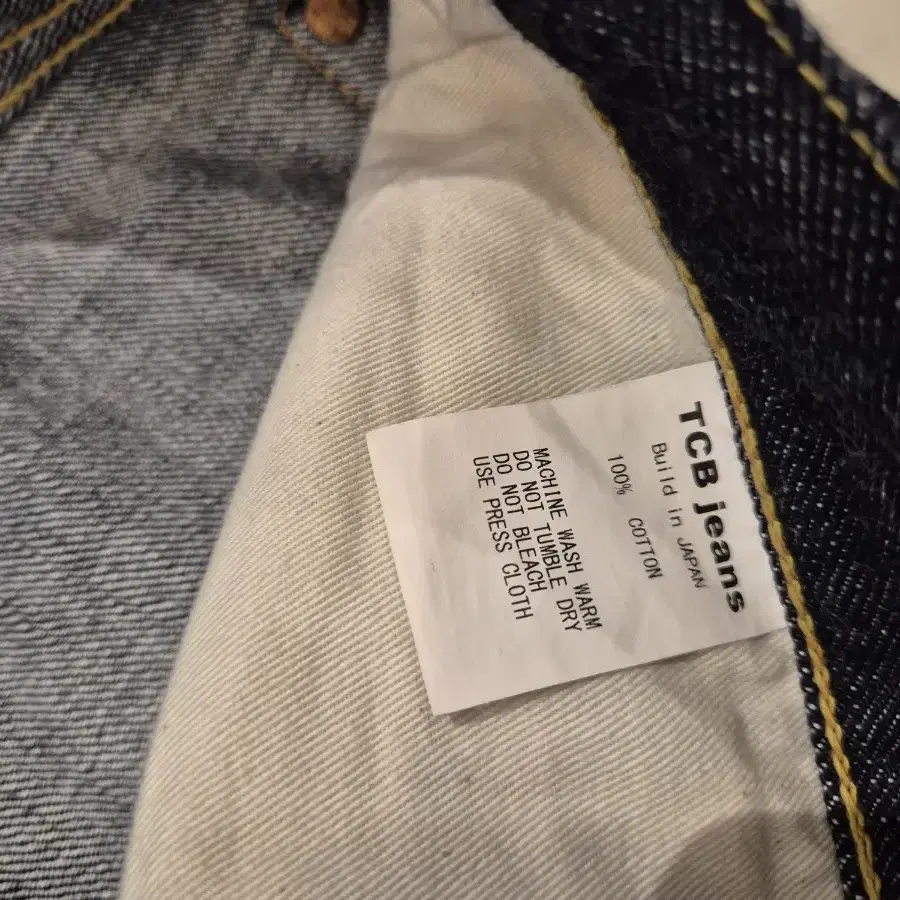 TCB jeans
Build in JAPAN
100% COTTON
MACHINE WASH WARM
DO NOT TUMBLE DRY
DO NOT BLEACH
USE PRESS CLOTH